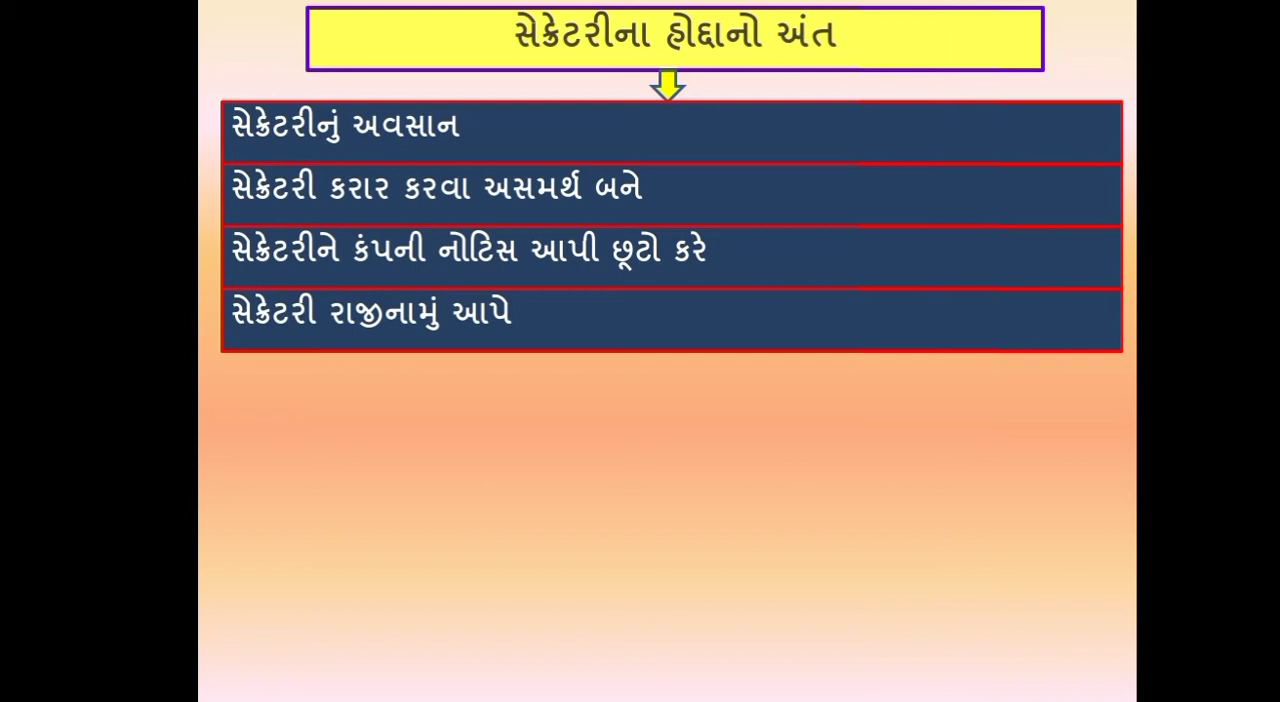 સેક્રેટરીના હોદ્દાનો અંત
સેક્રેટરીનું અવસાન
સેક્રેટરી કરાર કરવા અસમર્થ બને
સેક્રેટરીને કંપની નોટિસ આપી છૂટો કરે
સેક્રેટરી રાજીનામું આપે